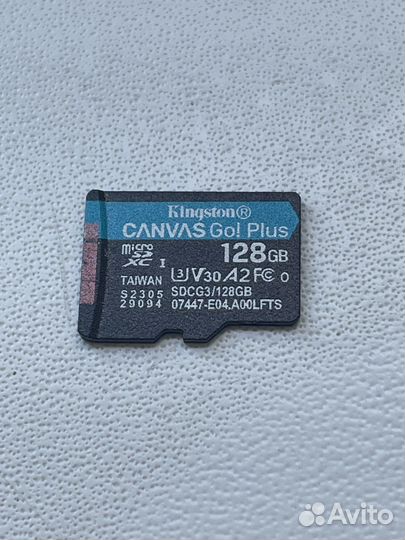 Kingston®
CANVAS Go! Plus
micro SD XC I
128GB
TAIWAN
U3 V30 A2 FC O
S2305
29094
SDCG3/128GB
07447-E04.A00LFTS
Avito